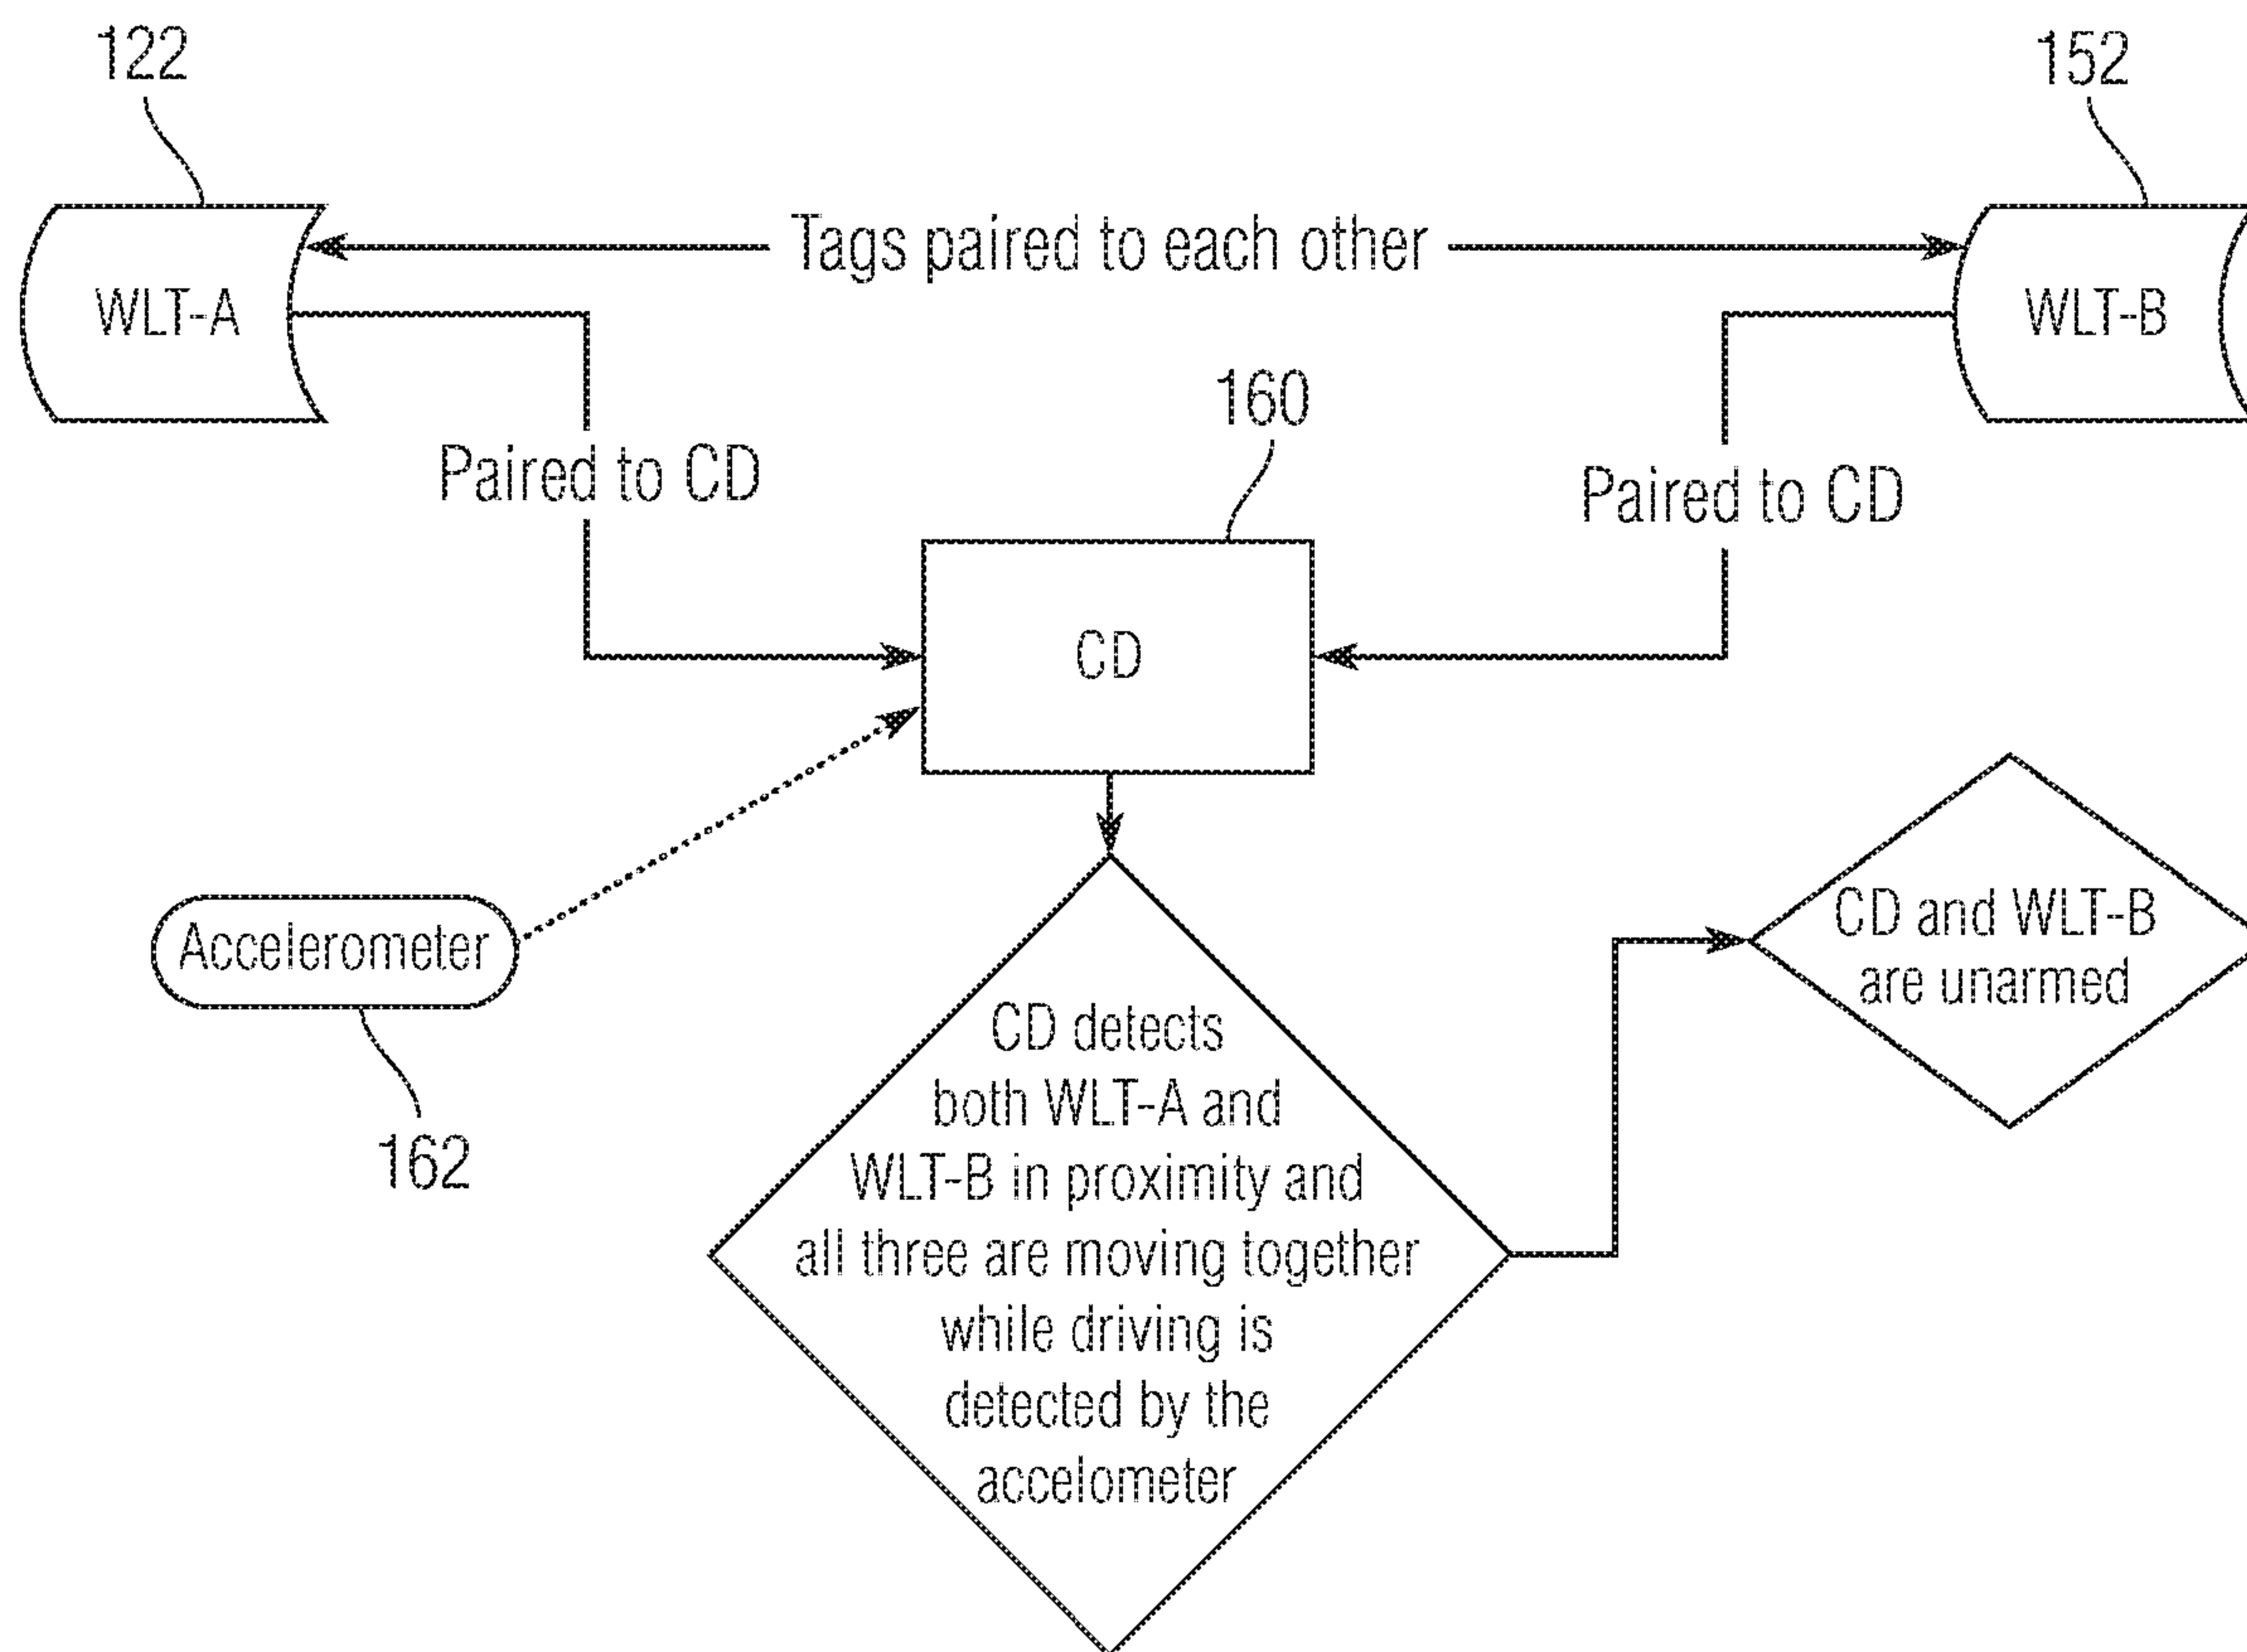 122
152
Tags paired to each other
WLT-A
WLT-B
160
Paired to CD
Paired to CD
CD
Accelerometer
162
CD and WLT-B
are unarmed
CD detects
both WLT-A and
WLT-B in proximity and
all three are moving together
while driving is
detected by the
accelometer